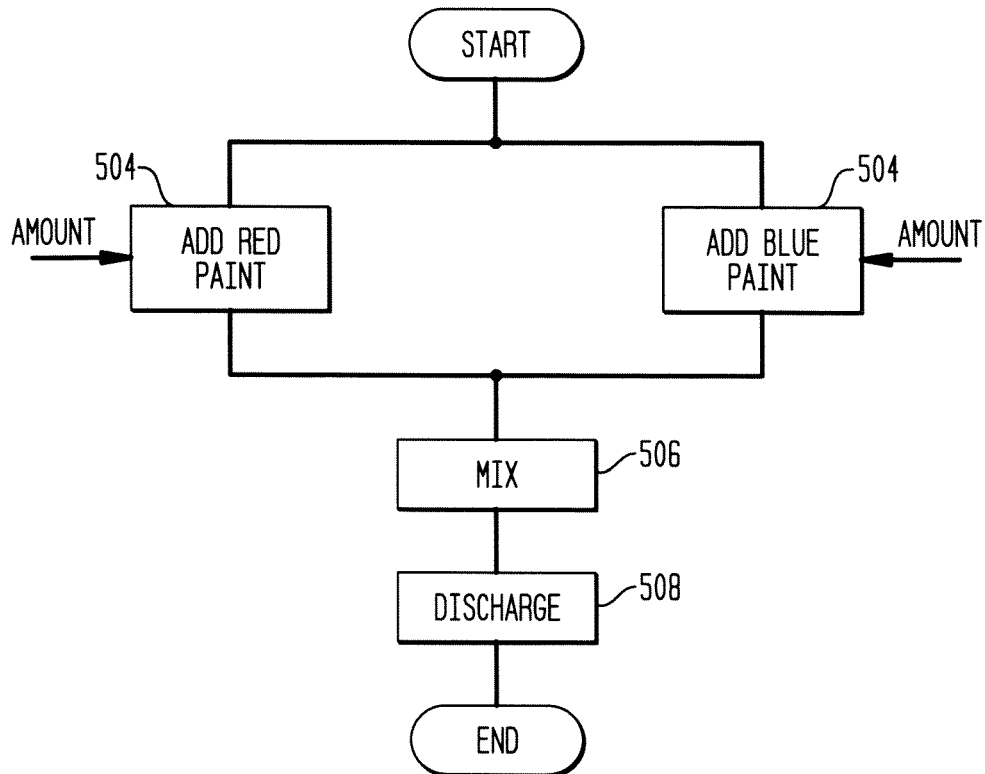 START
504
504
AMOUNT
ADD RED
PAINT
ADD BLUE
PAINT
AMOUNT
MIX
506
DISCHARGE
508
END